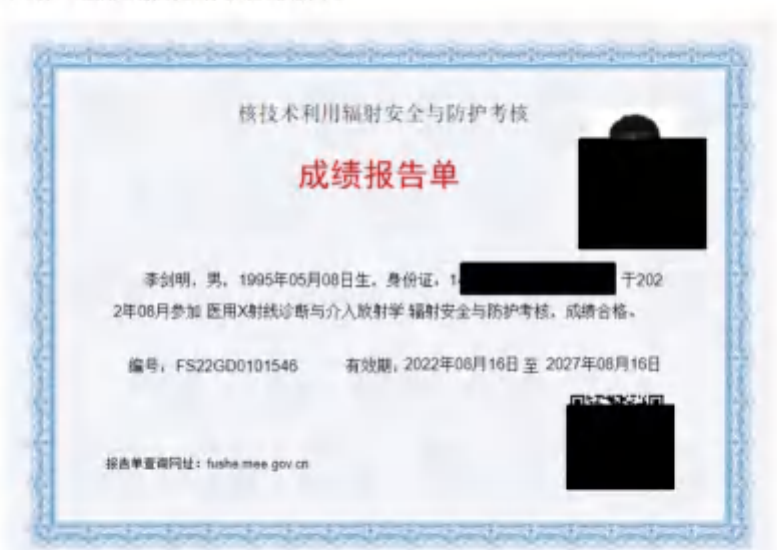 核技术利用辐射安全与防护考核
成绩报告单
李剑明，男，1995年05月08日生，身份证，1 于202
2年08月参加 医用X射线诊断与介入放射学 辐射安全与防护考核，成绩合格。
编号，FS22GD0101546 有效期，2022年08月16日 至 2027年08月16日
报告单查询网址：fushe.mee.gov.cn